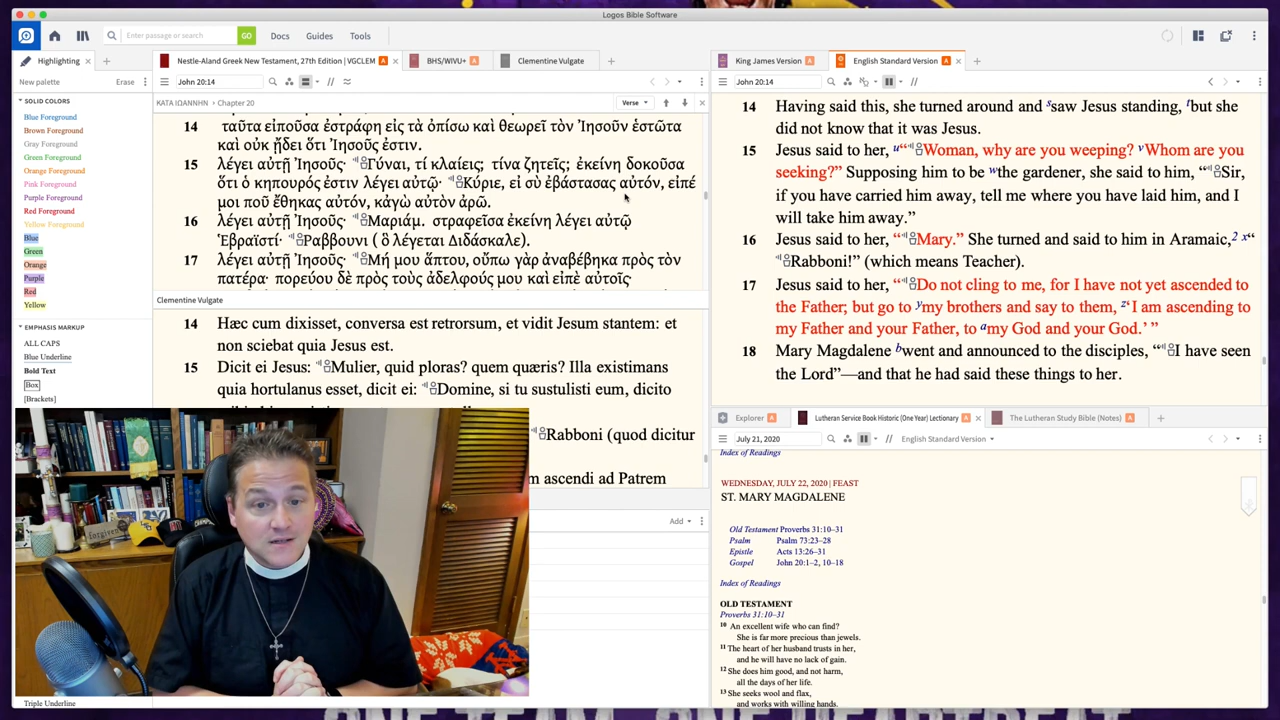 Logos Bible Software
Enter passage or search
GO
Docs
Guides
Tools
Highlighting
New palette
Erase
SOLID COLORS
Blue Foreground
Brown Foreground
Gray Foreground
Green Foreground
Orange Foreground
Pink Foreground
Purple Foreground
Red Foreground
Yellow Foreground
Blue
Green
Orange
Purple
Red
Yellow
EMPHASIS MARKUP
ALL CAPS
Blue Underline
Bold Text
Box
[Brackets]
Triple Underline
Nestle-Aland Greek New Testament, 27th Edition | VGCLEM A
BHS/WIVU+ A
Clementine Vulgate
John 20:14
ΚΑΤΑ ΙΩΑΝΝΗΝ › Chapter 20
Verse
14 ταῦτα εἰποῦσα ἐστράφη εἰς τὰ ὀπίσω καὶ θεωρεῖ τὸν Ἰησοῦν ἑστῶτα
καὶ οὐκ ᾔδει ὅτι Ἰησοῦς ἐστιν.
15 λέγει αὐτῇ Ἰησοῦς· Γύναι, τί κλαίεις; τίνα ζητεῖς; ἐκείνη δοκοῦσα
ὅτι ὁ κηπουρός ἐστιν λέγει αὐτῷ· Κύριε, εἰ σὺ ἐβάστασας αὐτόν, εἰπέ
μοι ποῦ ἔθηκας αὐτόν, κἀγὼ αὐτὸν ἀρῶ.
16 λέγει αὐτῇ Ἰησοῦς· Μαριάμ. στραφεῖσα ἐκείνη λέγει αὐτῷ
Ἑβραϊστί· Ραββουνι ( ὃ λέγεται Διδάσκαλε).
17 λέγει αὐτῇ Ἰησοῦς· Μή μου ἅπτου, οὔπω γὰρ ἀναβέβηκα πρὸς τὸν
πατέρα· πορεύου δὲ πρὸς τοὺς ἀδελφούς μου καὶ εἰπὲ αὐτοῖς·
Clementine Vulgate
14 Hæc cum dixisset, conversa est retrorsum, et vidit Jesum stantem: et
non sciebat quia Jesus est.
15 Dicit ei Jesus: Mulier, quid ploras? quem quæris? Illa existimans
quia hortulanus esset, dicit ei: Domine, si tu sustulisti eum, dicito
Rabboni (quod dicitur
m ascendi ad Patrem
Add
King James Version A
English Standard Version A
John 20:14
14 Having said this, she turned around and s saw Jesus standing, t but she
did not know that it was Jesus.
15 Jesus said to her, u “Woman, why are you weeping? v Whom are you
seeking?” Supposing him to be w the gardener, she said to him, “Sir,
if you have carried him away, tell me where you have laid him, and I
will take him away.”
16 Jesus said to her, “Mary.” She turned and said to him in Aramaic,2 x “
Rabboni!” (which means Teacher).
17 Jesus said to her, “Do not cling to me, for I have not yet ascended to
the Father; but go to y my brothers and say to them, z ‘I am ascending to
my Father and your Father, to a my God and your God.’ ”
18 Mary Magdalene b went and announced to the disciples, “I have seen
the Lord”—and that he had said these things to her.
Explorer A
Lutheran Service Book Historic (One Year) Lectionary A
The Lutheran Study Bible (Notes) A
July 21, 2020
English Standard Version
Index of Readings
WEDNESDAY, JULY 22, 2020 | FEAST
ST. MARY MAGDALENE
Old Testament Proverbs 31:10–31
Psalm Psalm 73:23–28
Epistle Acts 13:26–31
Gospel John 20:1–2, 10–18
Index of Readings
OLD TESTAMENT
Proverbs 31:10–31
10 An excellent wife who can find?
She is far more precious than jewels.
11 The heart of her husband trusts in her,
and he will have no lack of gain.
12 She does him good, and not harm,
all the days of her life.
13 She seeks wool and flax,
and works with willing hands.